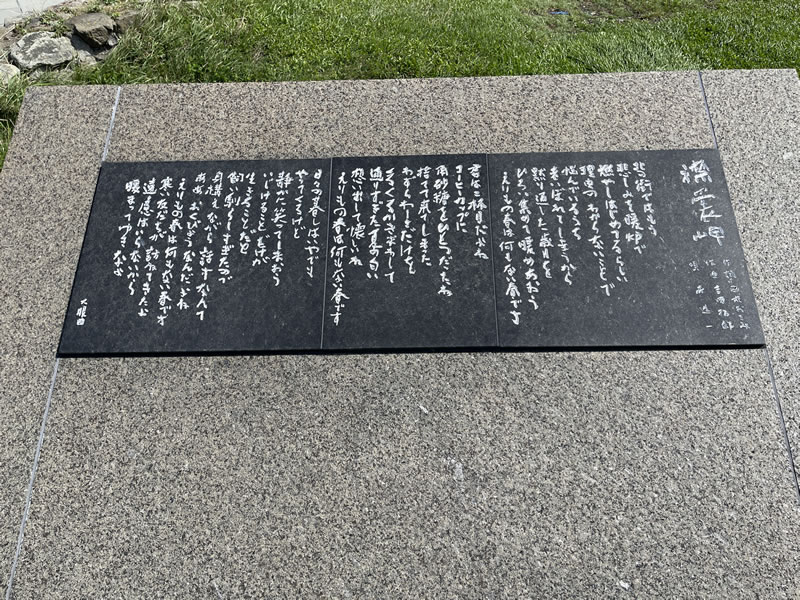 襟裳岬
作詞 岡本おさみ
作曲 吉田拓郎
唄 森進一
北の街ではもう
悲しみを暖炉で
燃やしはじめてるらしい
理由のわからないことで
悩んでいるうち
老いぼれてしまうから
黙り通した歳月を
ひろい集めて暖めあおう
えりもの春は何もない春です
君は二杯目だよね
コーヒーカップに
角砂糖をひとつだったね
捨てて来てしまった
わずらわしさだけを
くるくるかきまわして
通りすぎた夏の匂い
想い出して懐しいね
えりもの春は何もない春です
日々の暮しはいやでも
やってくるけど
静かに笑ってしまおう
いじけることだけが
生きることだと
飼い馴らしすぎたので
身構えながら話すなんて
ああおくびょうなんだよね
えりもの春は何もない春です
寒い友だちが訪ねてきたよ
遠慮はいらないから
暖まってゆきなよ